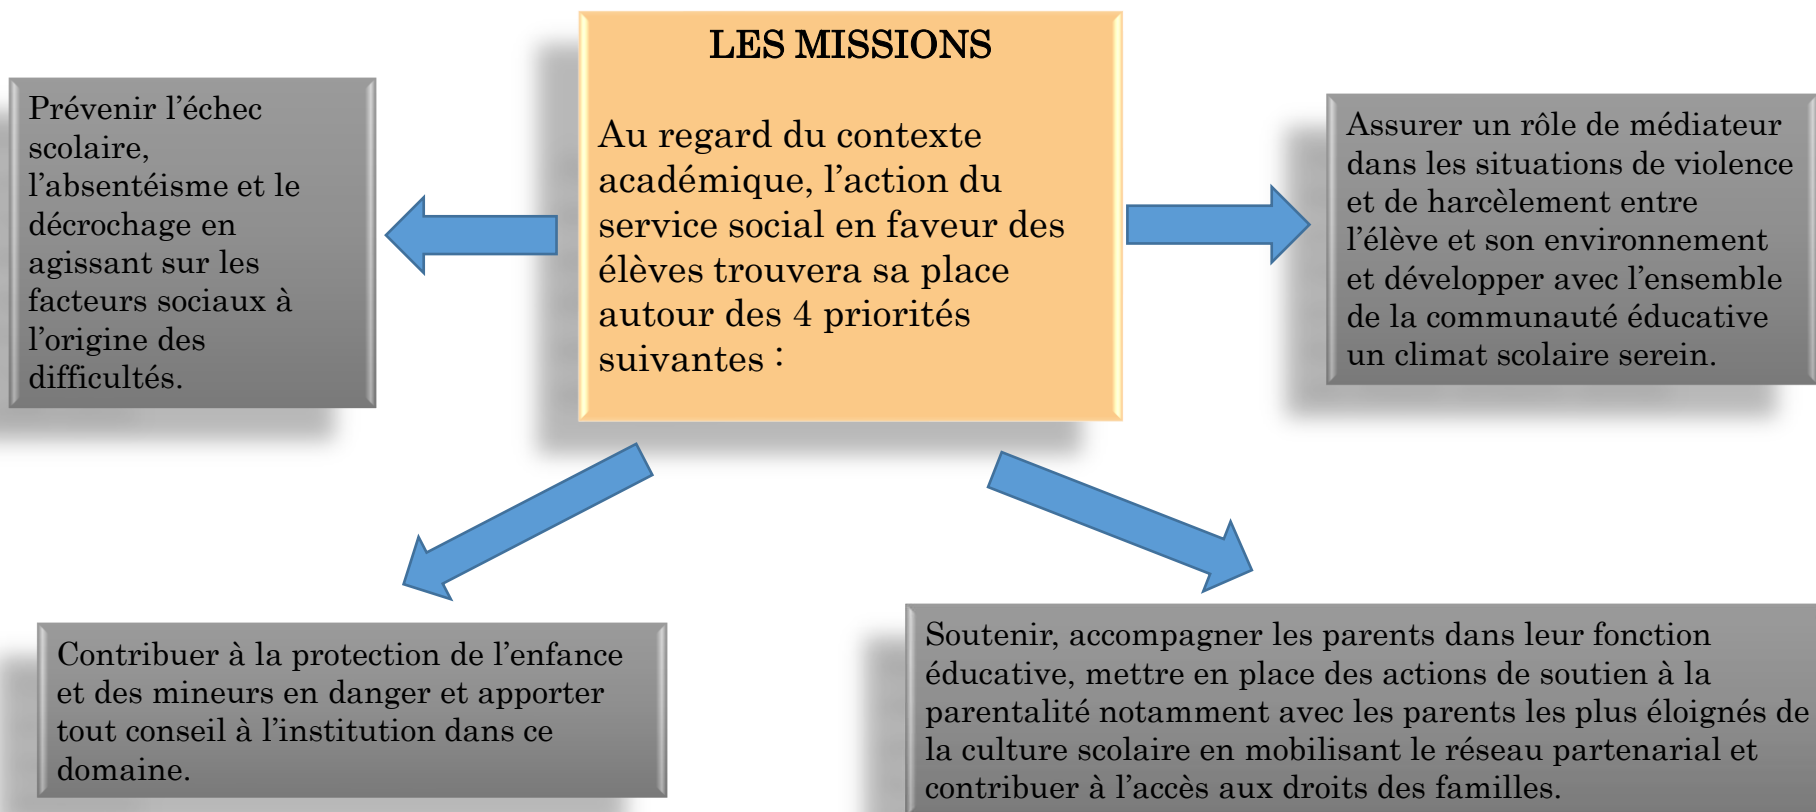 LES MISSIONS
Au regard du contexte
académique, l’action du
service social en faveur des
élèves trouvera sa place
autour des 4 priorités
suivantes :
Prévenir l’échec
scolaire,
l’absentéisme et le
décrochage en
agissant sur les
facteurs sociaux à
l’origine des
difficultés.
Assurer un rôle de médiateur
dans les situations de violence
et de harcèlement entre
l’élève et son environnement
et développer avec l’ensemble
de la communauté éducative
un climat scolaire serein.
Contribuer à la protection de l’enfance
et des mineurs en danger et apporter
tout conseil à l’institution dans ce
domaine.
Soutenir, accompagner les parents dans leur fonction
éducative, mettre en place des actions de soutien à la
parentalité notamment avec les parents les plus éloignés de
la culture scolaire en mobilisant le réseau partenarial et
contribuer à l’accès aux droits des familles.